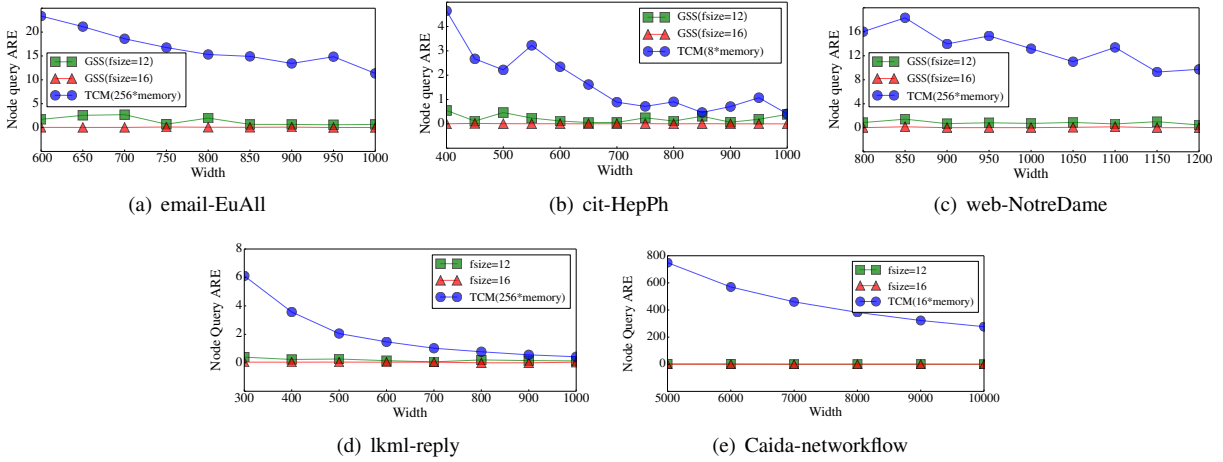 Node query ARE
20
15
10
5
0
GSS(fsize=12)
GSS(fsize=16)
TCM(256*memory)
600 650 700 750 800 850 900 950 1000
Width
(a) email-EuAll
Node query ARE
5
4
3
2
1
0
GSS(fsize=12)
GSS(fsize=16)
TCM(8*memory)
400 500 600 700 800 900 1000
Width
(b) cit-HepPh
Node query ARE
16
12
8
4
0
GSS(fsize=12)
GSS(fsize=16)
TCM(256*memory)
800 850 900 950 1000 1050 1100 1150 1200
Width
(c) web-NotreDame
Node Query ARE
8
6
4
2
0
fsize=12
fsize=16
TCM(256*memory)
300 400 500 600 700 800 900 1000
Width
(d) lkml-reply
Node Query ARE
800
600
400
200
0
fsize=12
fsize=16
TCM(16*memory)
5000 6000 7000 8000 9000 10000
Width
(e) Caida-networkflow